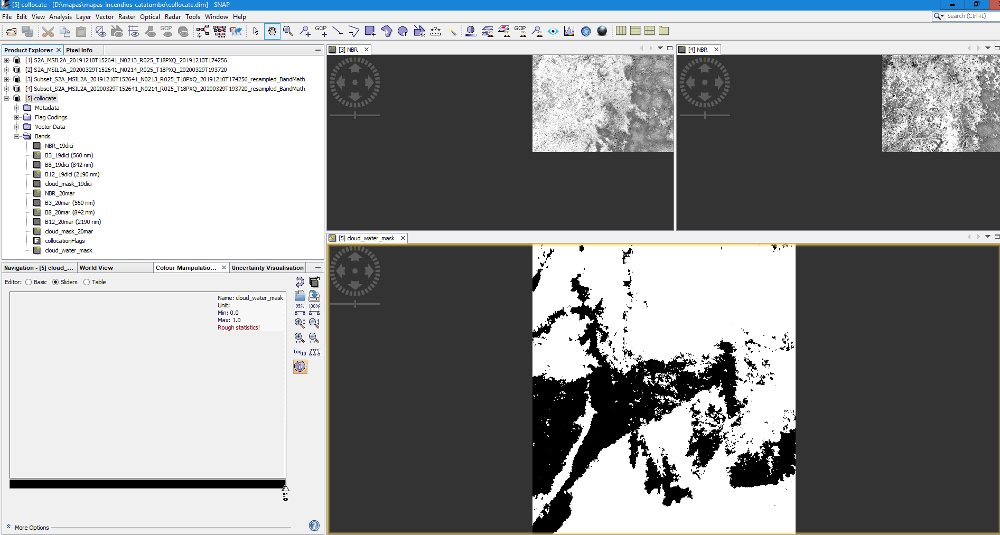 [5] collocate - [D:\mapas\mapas-incendios-catatumbo\collocate.dim] - SNAP
File Edit View Analysis Layer Vector Raster Optical Radar Tools Window Help
Search (Ctrl+I)
GCP GCP GCP
Product Explorer Pixel Info
[1] S2A_MSIL2A_20191210T152641_N0213_R025_T18PXQ_20191210T174256
[2] S2A_MSIL2A_20200329T152641_N0214_R025_T18PXQ_20200329T193720
[3] Subset_S2A_MSIL2A_20191210T152641_N0213_R025_T18PXQ_20191210T174256_resampled_BandMath
[4] Subset_S2A_MSIL2A_20200329T152641_N0214_R025_T18PXQ_20200329T193720_resampled_BandMath
[5] collocate
Metadata
Flag Codings
Vector Data
Bands
NBR_19dici
B3_19dici (560 nm)
B8_19dici (842 nm)
B12_19dici (2190 nm)
cloud_mask_19dici
NBR_20mar
B3_20mar (560 nm)
B8_20mar (842 nm)
B12_20mar (2190 nm)
cloud_mask_20mar
collocationFlags
cloud_water_mask
[3] NBR
[4] NBR
[5] cloud_water_mask
Navigation - [5] cloud_... World View Colour Manipulatio... Uncertainty Visualisation
Editor: Basic Sliders Table
Name: cloud_water_mask
Unit:
Min: 0.0
Max: 1.0
Rough statistics!
95% 100%
Log10
1.0
More Options